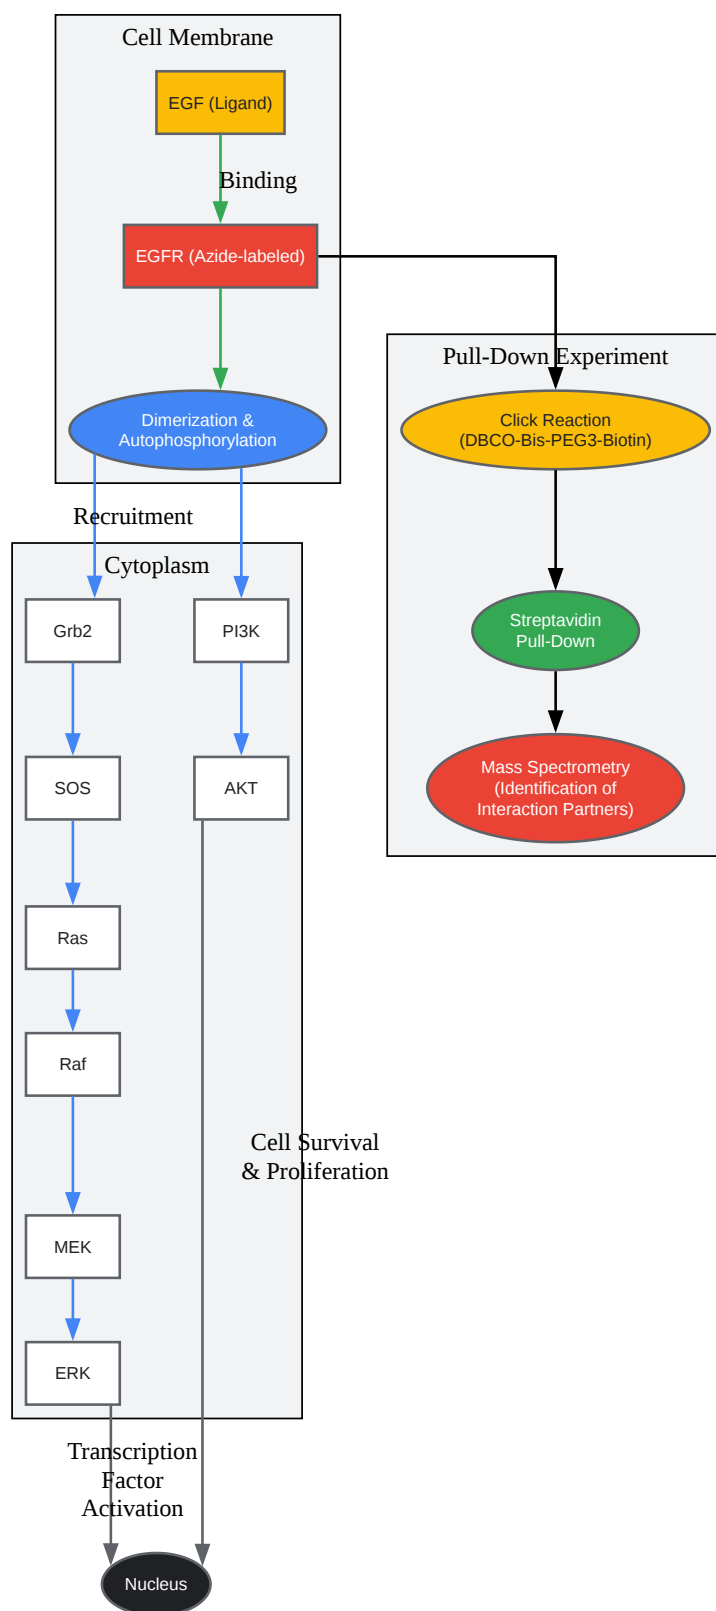 Cell Membrane
EGF (Ligand)
Binding
EGFR (Azide-labeled)
Dimerization &
Autophosphorylation
Pull-Down Experiment
Click Reaction
(DBCO-Bis-PEG3-Biotin)
Streptavidin
Pull-Down
Mass Spectrometry
(Identification of
Interaction Partners)
Recruitment
Cytoplasm
Grb2
PI3K
SOS
AKT
Ras
Raf
Cell Survival
& Proliferation
MEK
ERK
Transcription
Factor
Activation
Nucleus